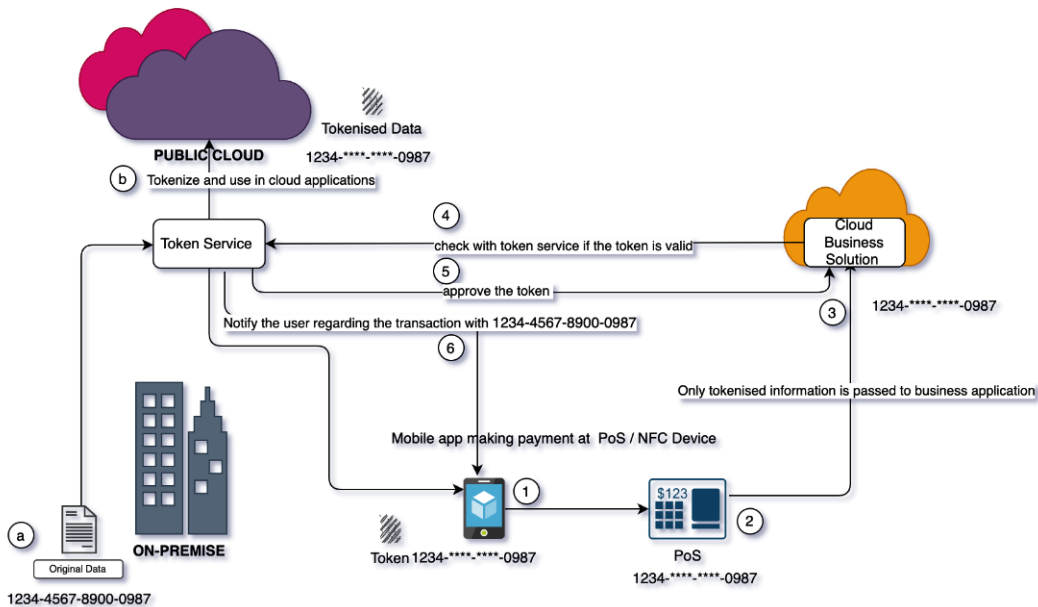 Tokenised Data
1234-****-****-0987
PUBLIC CLOUD
b
Tokenize and use in cloud applications
4
Token Service
check with token service if the token is valid
Cloud
Business
Solution
5
approve the token
3
1234-****-****-0987
Notify the user regarding the transaction with 1234-4567-8900-0987
6
Only tokenised information is passed to business application
Mobile app making payment at PoS / NFC Device
1
$123
2
a
ON-PREMISE
Original Data
1234-4567-8900-0987
Token 1234-****-****-0987
PoS
1234-****-****-0987